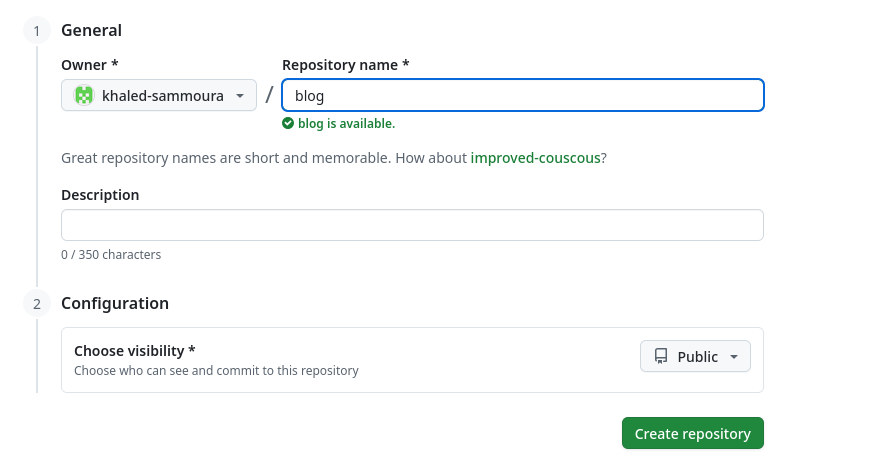 1 General
Owner * Repository name *
khaled-sammoura / blog
blog is available.
Great repository names are short and memorable. How about improved-couscous?
Description
0 / 350 characters
2 Configuration
Choose visibility * Public
Choose who can see and commit to this repository
Create repository